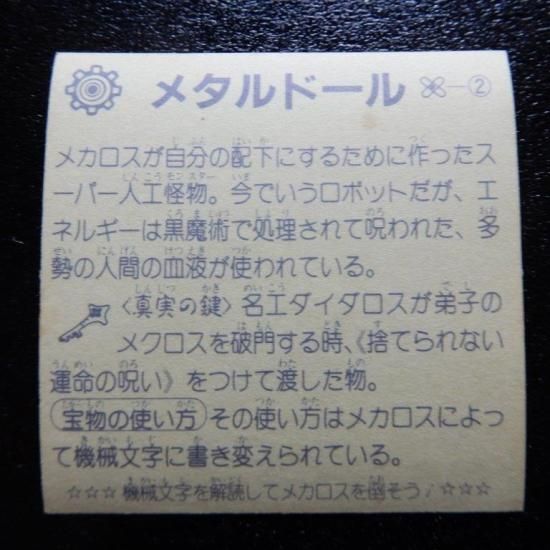 メタルドール ②
メカロスが自分の配下にするために作ったス
ーパー人工怪物。今でいうロボットだが、エ
ネルギーは黒魔術で処理されて呪われた、多
勢の人間の血液が使われている。
〈真実の鍵〉名工ダイダロスが弟子の
メクロスを破門する時、《捨てられない
運命の呪い》をつけて渡した物。
宝物の使い方 その使い方はメカロスによっ
て機械文字に書き変えられている。
☆☆☆機械文字を解読してメカロスを倒そう!☆☆☆